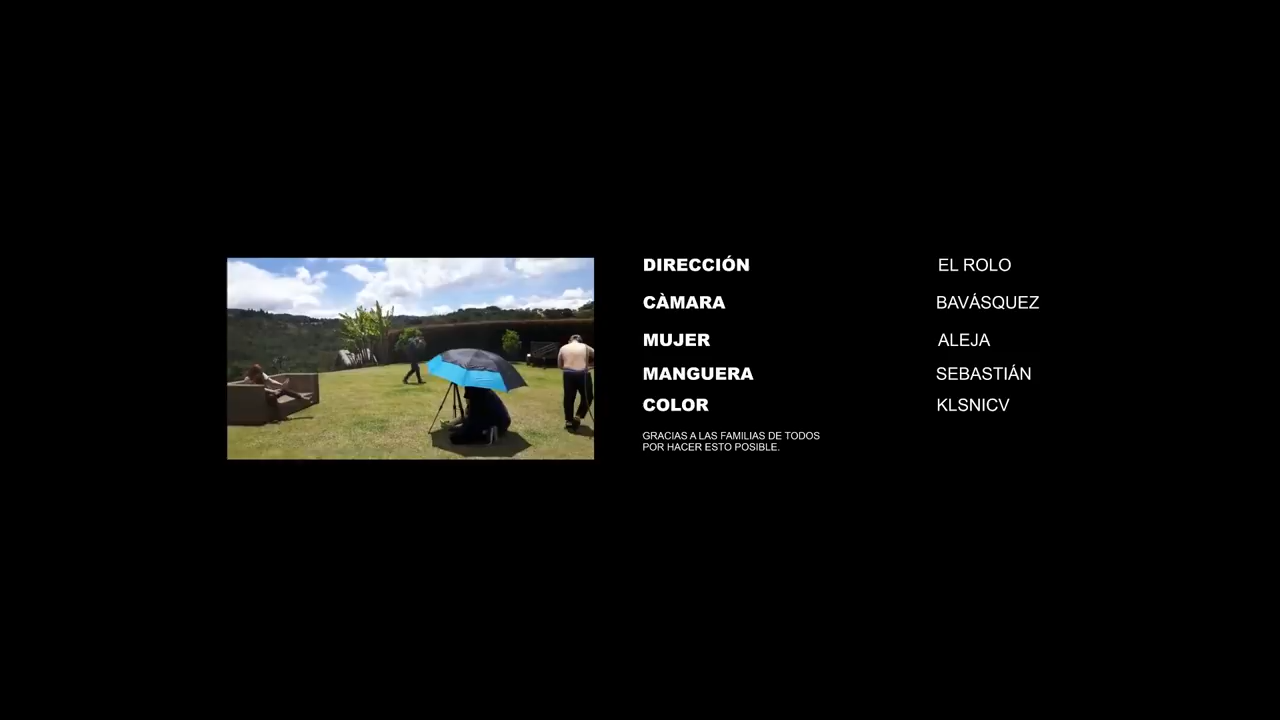 DIRECCIÓN EL ROLO
CÀMARA BAVÁSQUEZ
MUJER ALEJA
MANGUERA SEBASTIÁN
COLOR KLSNICV
GRACIAS A LAS FAMILIAS DE TODOS
POR HACER ESTO POSIBLE.